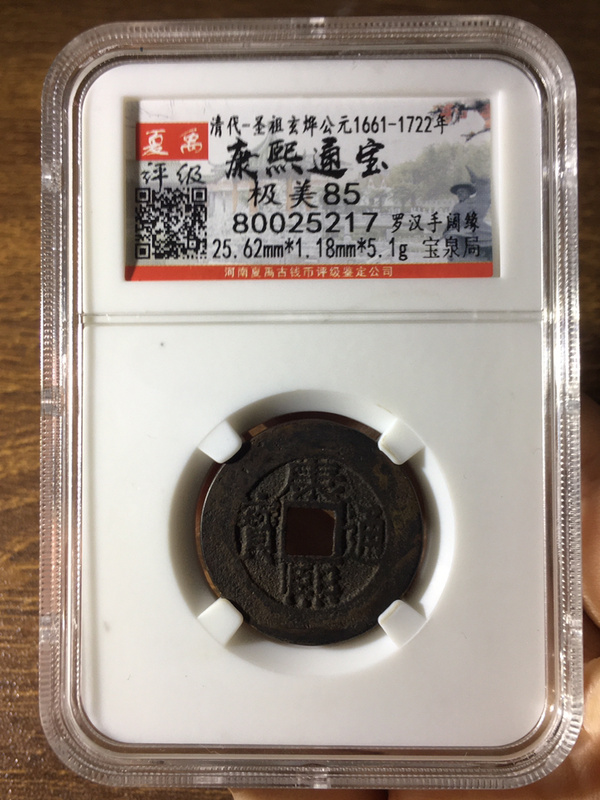 清代-圣祖玄烨公元1661-1722年
夏禹
评级
康熙通宝
极美85
80025217 罗汉手阔缘
25.62mm*1.18mm*5.1g 宝泉局
河南夏禹古钱币评级鉴定公司
康熙通寶